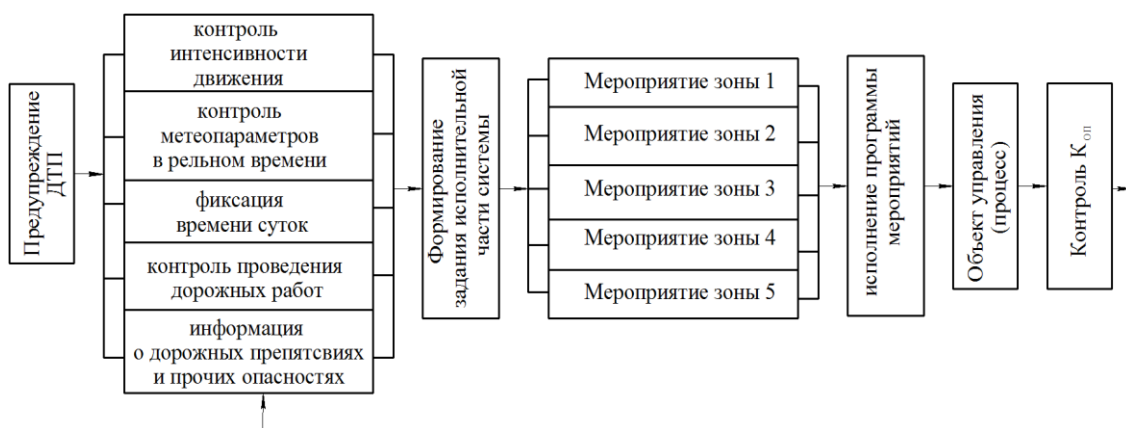 Предупреждение
ДТП
контроль
интенсивности
движения
контроль
метеопараметров
в рельном времени
фиксация
времени суток
контроль проведения
дорожных работ
информация
о дорожных препятсвиях
и прочих опасностях
Формирование
задания исполнительной
части системы
Мероприятие зоны 1
Мероприятие зоны 2
Мероприятие зоны 3
Мероприятие зоны 4
Мероприятие зоны 5
исполнение программы
мероприятий
Объект управления
(процесс)
Контроль Kоп